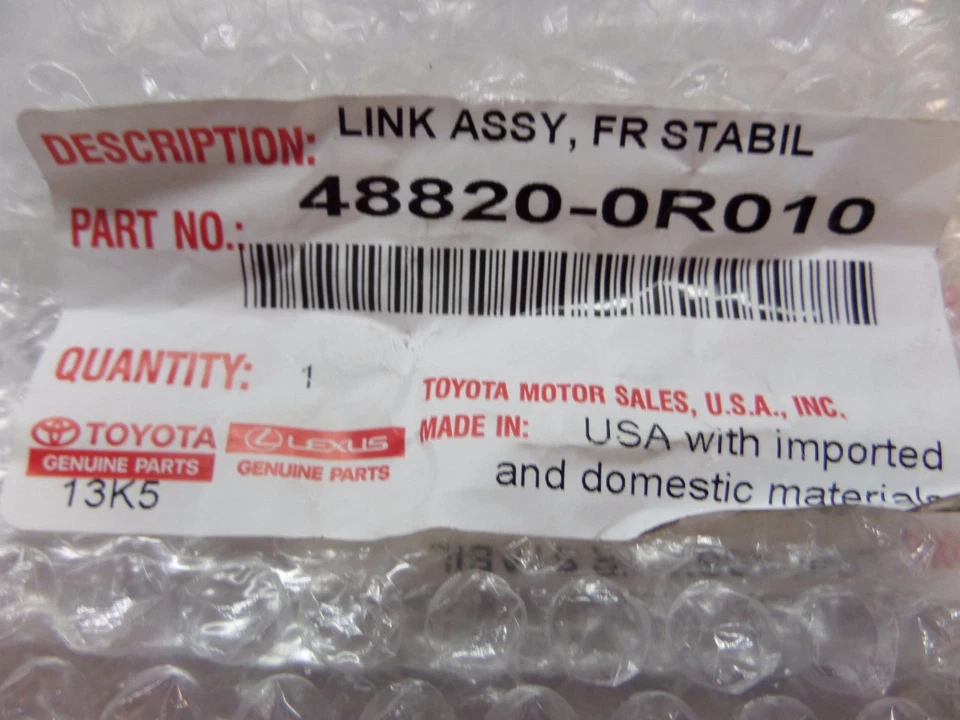 DESCRIPTION: LINK ASSY, FR STABIL
PART NO.: 48820-0R010
QUANTITY: 1
TOYOTA MOTOR SALES, U.S.A., INC.
MADE IN: USA with imported
and domestic materials
TOYOTA
GENUINE PARTS
LEXUS
GENUINE PARTS
13K5